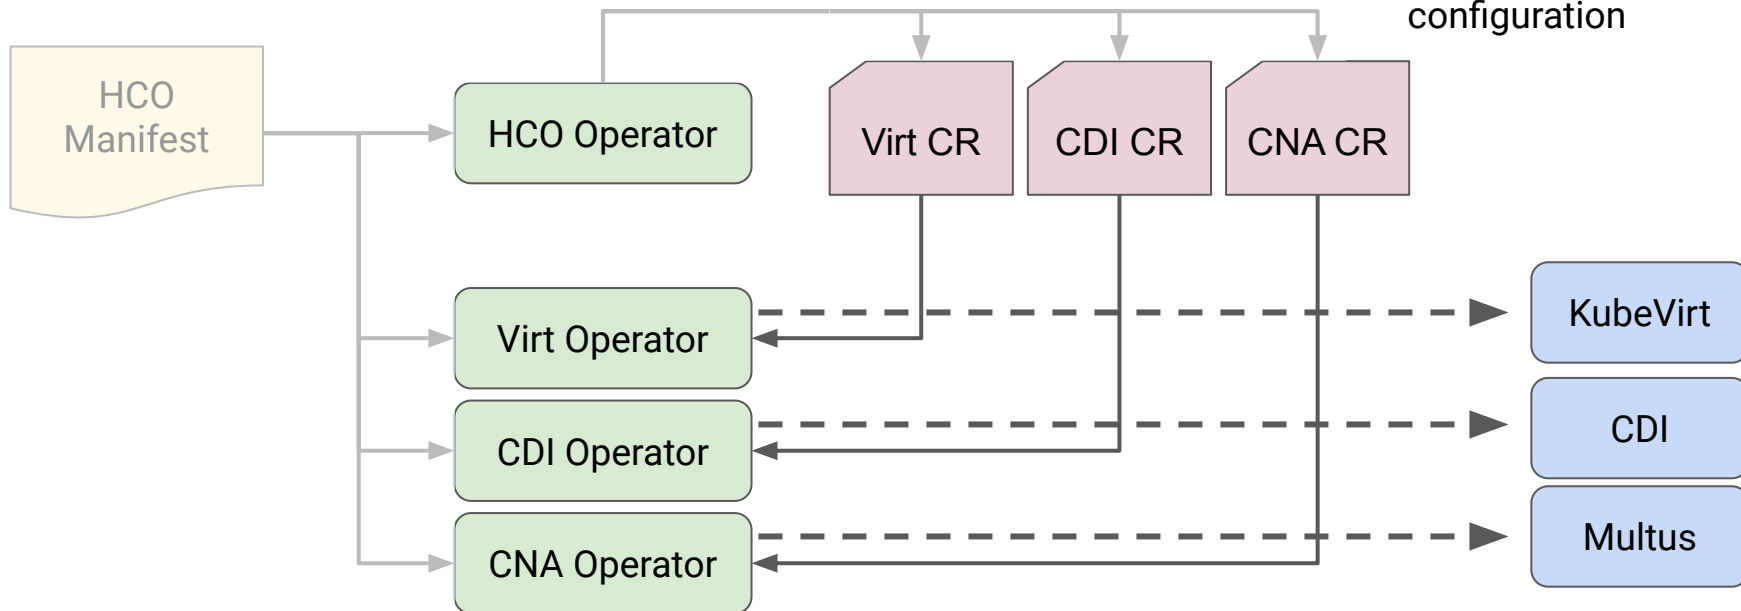 configuration
HCO
Manifest
HCO Operator
Virt CR
CDI CR
CNA CR
Virt Operator
KubeVirt
CDI Operator
CDI
CNA Operator
Multus